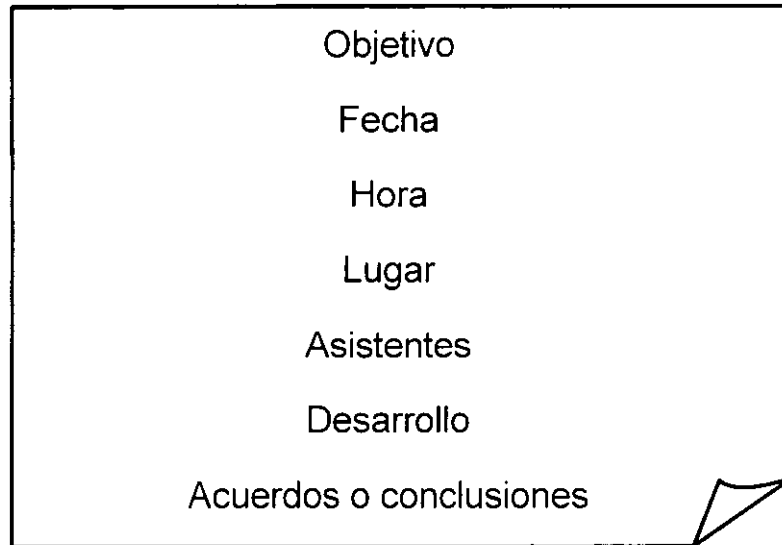 Objetivo
Fecha
Hora
Lugar
Asistentes
Desarrollo
Acuerdos o conclusiones